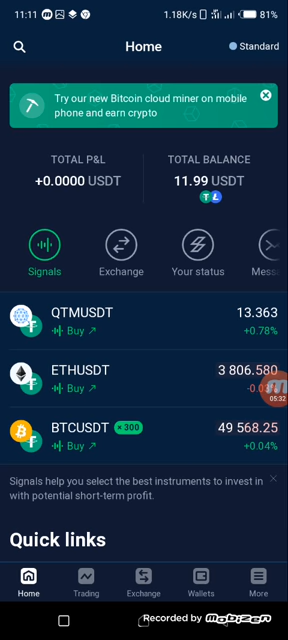 11:11 1.18K/s 81%
Home
Standard
Try our new Bitcoin cloud miner on mobile
phone and earn crypto
TOTAL P&L
+0.0000 USDT
TOTAL BALANCE
11.99 USDT
Signals
Exchange
Your status
QTMUSDT
13.363
Buy ↗
+0.78%
ETHUSDT
3 806.580
Buy ↗
05:32
BTCUSDT × 300
49 568.25
Buy ↗
+0.04%
Signals help you select the best instruments to invest in
with potential short-term profit.
Quick links
Home
Trading
Exchange
Wallets
More
Recorded by mobizen